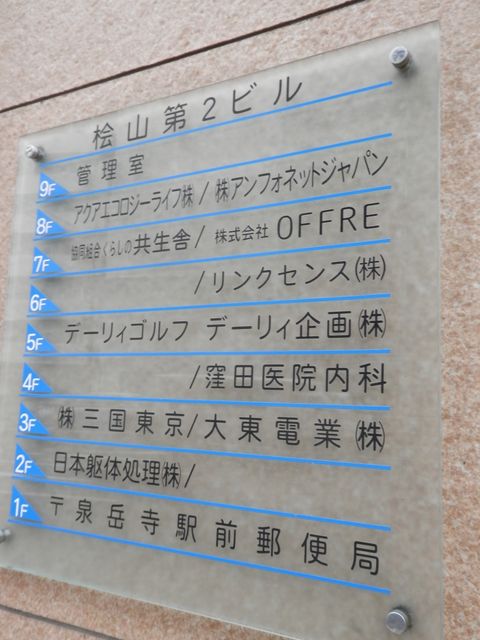 桧山第2ビル
9F 管理室
8F アクアエコロジーライフ㈱/㈱アンフォネットジャパン
7F 協同組合くらしの共生舎/株式会社OFFRE
6F /リンクセンス㈱
5F デーリィゴルフ デーリィ企画㈱
4F /窪田医院内科
3F ㈱三国東京/大東電業㈱
2F 日本躯体処理㈱/
1F 〒泉岳寺駅前郵便局